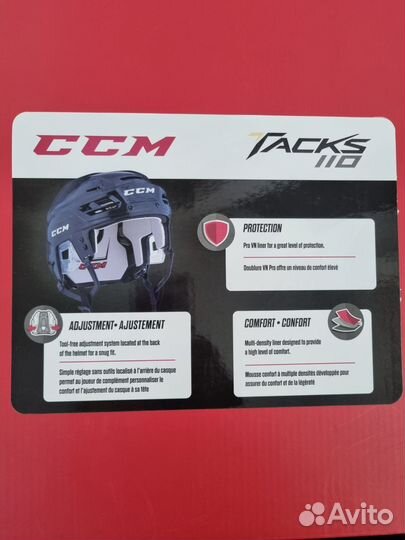 CCM
TACKS
110
CCM
CCM
PROTECTION
Pro VN liner for a great level of protection.
Doublure VN Pro offre un niveau du confort élevé
ADJUSTMENT • AJUSTEMENT
Tool-free adjustment system located at the back
of the helmet for a snug fit.
Simple réglage sans outils localisé à l'arrière du casque
permet au joueur de complément personnaliser le
confort et l'ajustement du casque à sa tête
COMFORT • CONFORT
Multi-density liner designed to provide
a high level of comfort.
Mousse confort à multiple densités développée pour
assurer du confort et de la légèreté
Avito